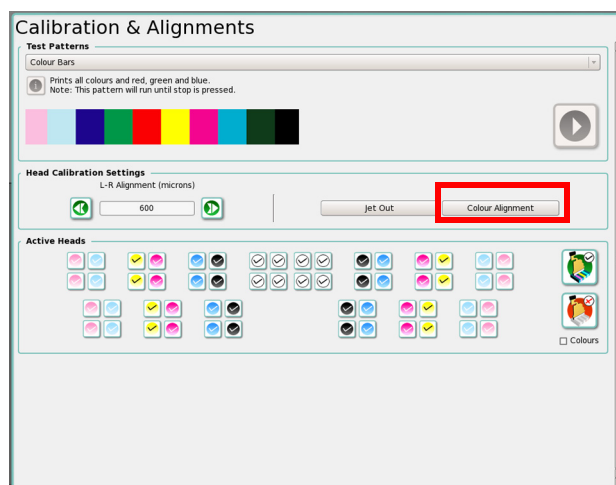 Calibration & Alignments
Test Patterns
Colour Bars
Prints all colours and red, green and blue.
Note: This pattern will run until stop is pressed.
Head Calibration Settings
L-R Alignment (microns)
600
Jet Out
Colour Alignment
Active Heads
Colours